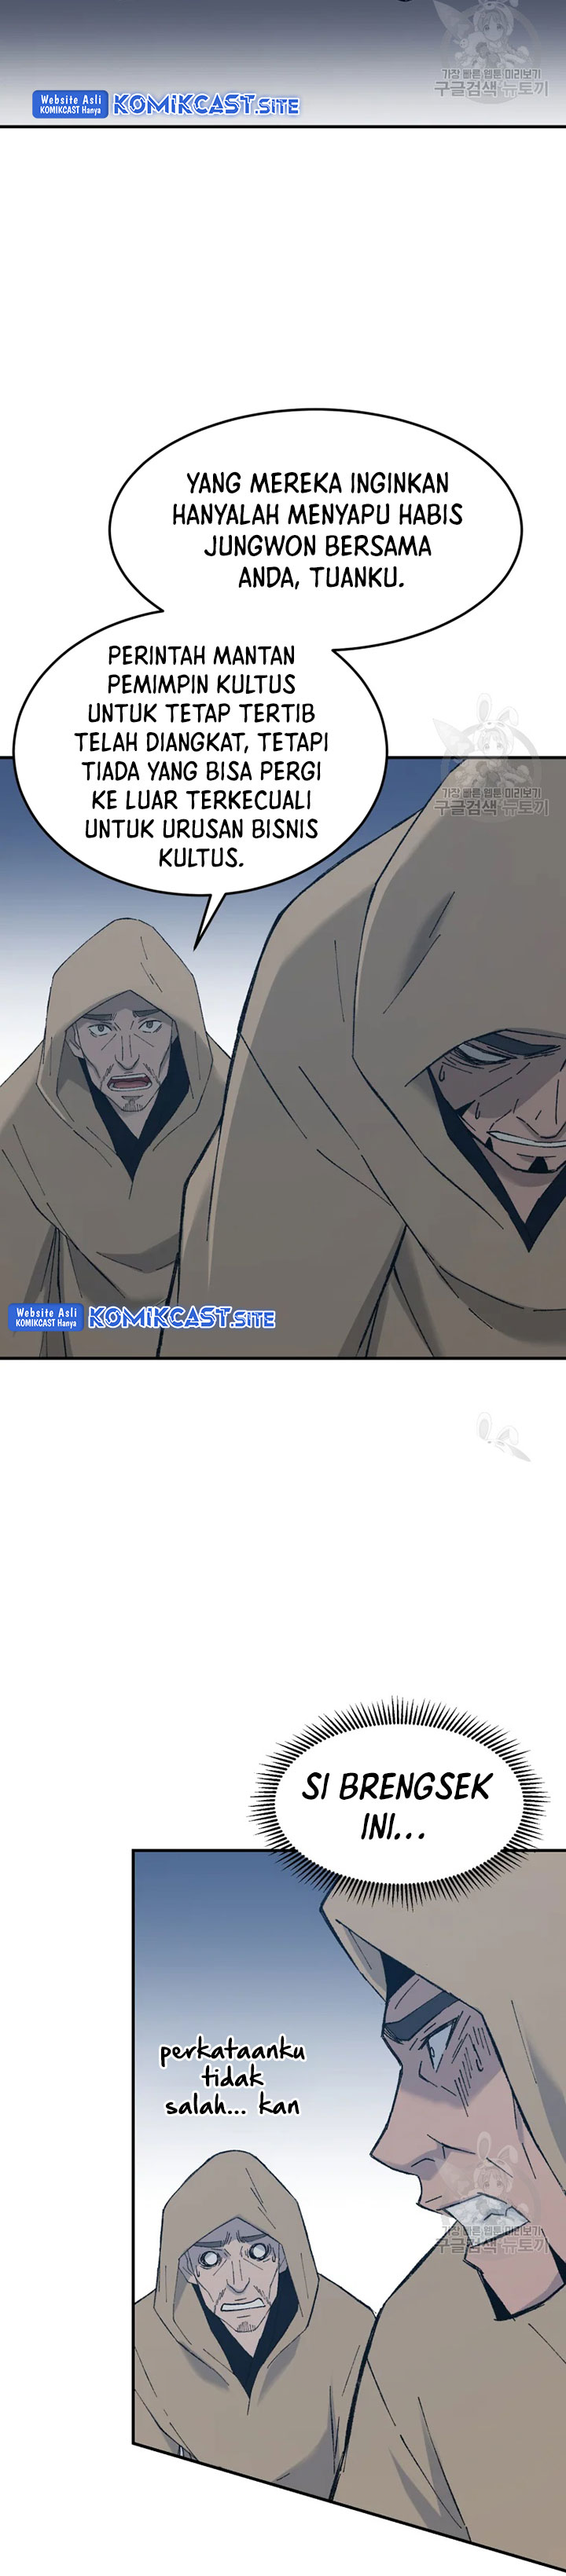 가장 빠른 웹툰 미리보기
구글검색 뉴토끼
Website Asli
KOMIKCAST Hanya
KOMIKCAST.SITE
YANG MEREKA INGINKAN
HANYALAH MENYAPU HABIS
JUNGWON BERSAMA
ANDA, TUANKU.
PERINTAH MANTAN
PEMIMPIN KULTUS
UNTUK TETAP TERTIB
TELAH DIANGKAT, TETAPI
TIADA YANG BISA PERGI
KE LUAR TERKECUALI
UNTUK URUSAN BISNIS
KULTUS.
가장 빠른 웹툰 미리보기
구글검색 뉴토끼
Website Asli
KOMIKCAST Hanya
KOMIKCAST.SITE
SI BRENGSEK
INI...
perkataanku
tidak
salah... kan
가장 빠른 웹툰 미리보기
구글검색 뉴토끼